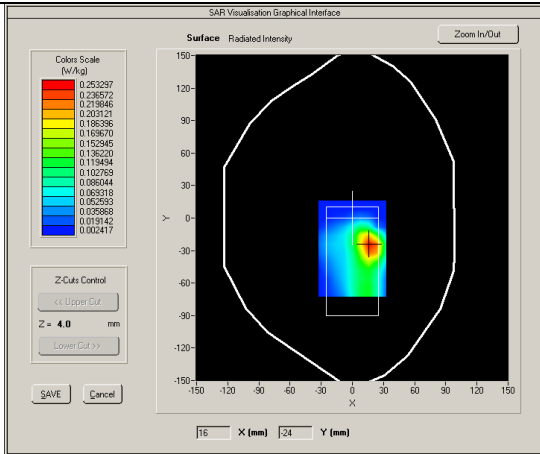 SAR Visualisation Graphical Interface
Surface Radiated Intensity
Zoom In/Out
Colors Scale
(W/kg)
0.253297
0.236572
0.219846
0.203121
0.186396
0.169670
0.152945
0.136220
0.119494
0.102769
0.086044
0.069318
0.052593
0.035868
0.019142
0.002417
Z-Cuts Control
<< Upper Cut
Z = 4.0 mm
Lower Cut >>
SAVE
Cancel
150
120
90
60
30
0
-30
-60
-90
-120
-150
Y
-150 -120 -90 -60 -30 0 30 60 90 120 150
X
16 X (mm) -24 Y (mm)